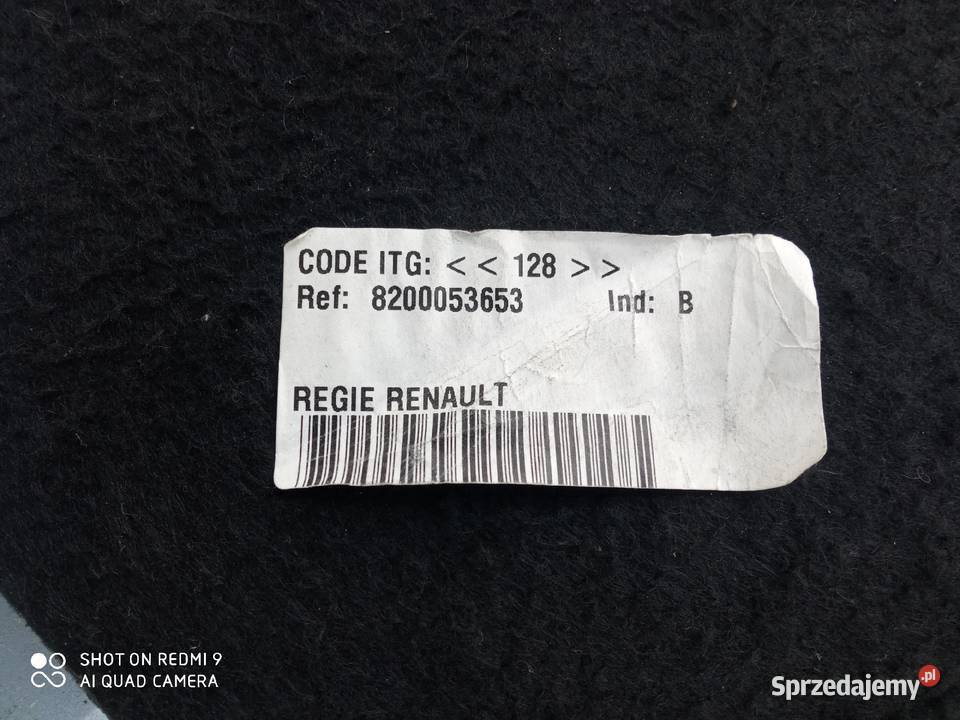 CODE ITG: < < 128 > >
Ref: 8200053653 Ind: B
REGIE RENAULT
SHOT ON REDMI 9
AI QUAD CAMERA
Sprzedajemy.pl